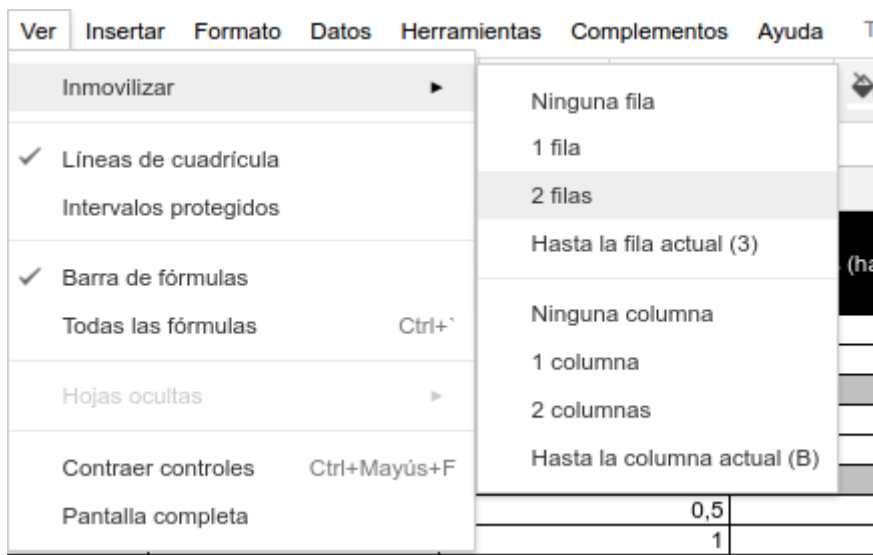 Ver Insertar Formato Datos Herramientas Complementos Ayuda
Inmovilizar
Líneas de cuadrícula
Intervalos protegidos
Barra de fórmulas
Todas las fórmulas Ctrl+`
Hojas ocultas
Contraer controles Ctrl+Mayús+F
Pantalla completa
Ninguna fila
1 fila
2 filas
Hasta la fila actual (3)
Ninguna columna
1 columna
2 columnas
Hasta la columna actual (B)
0,5
1